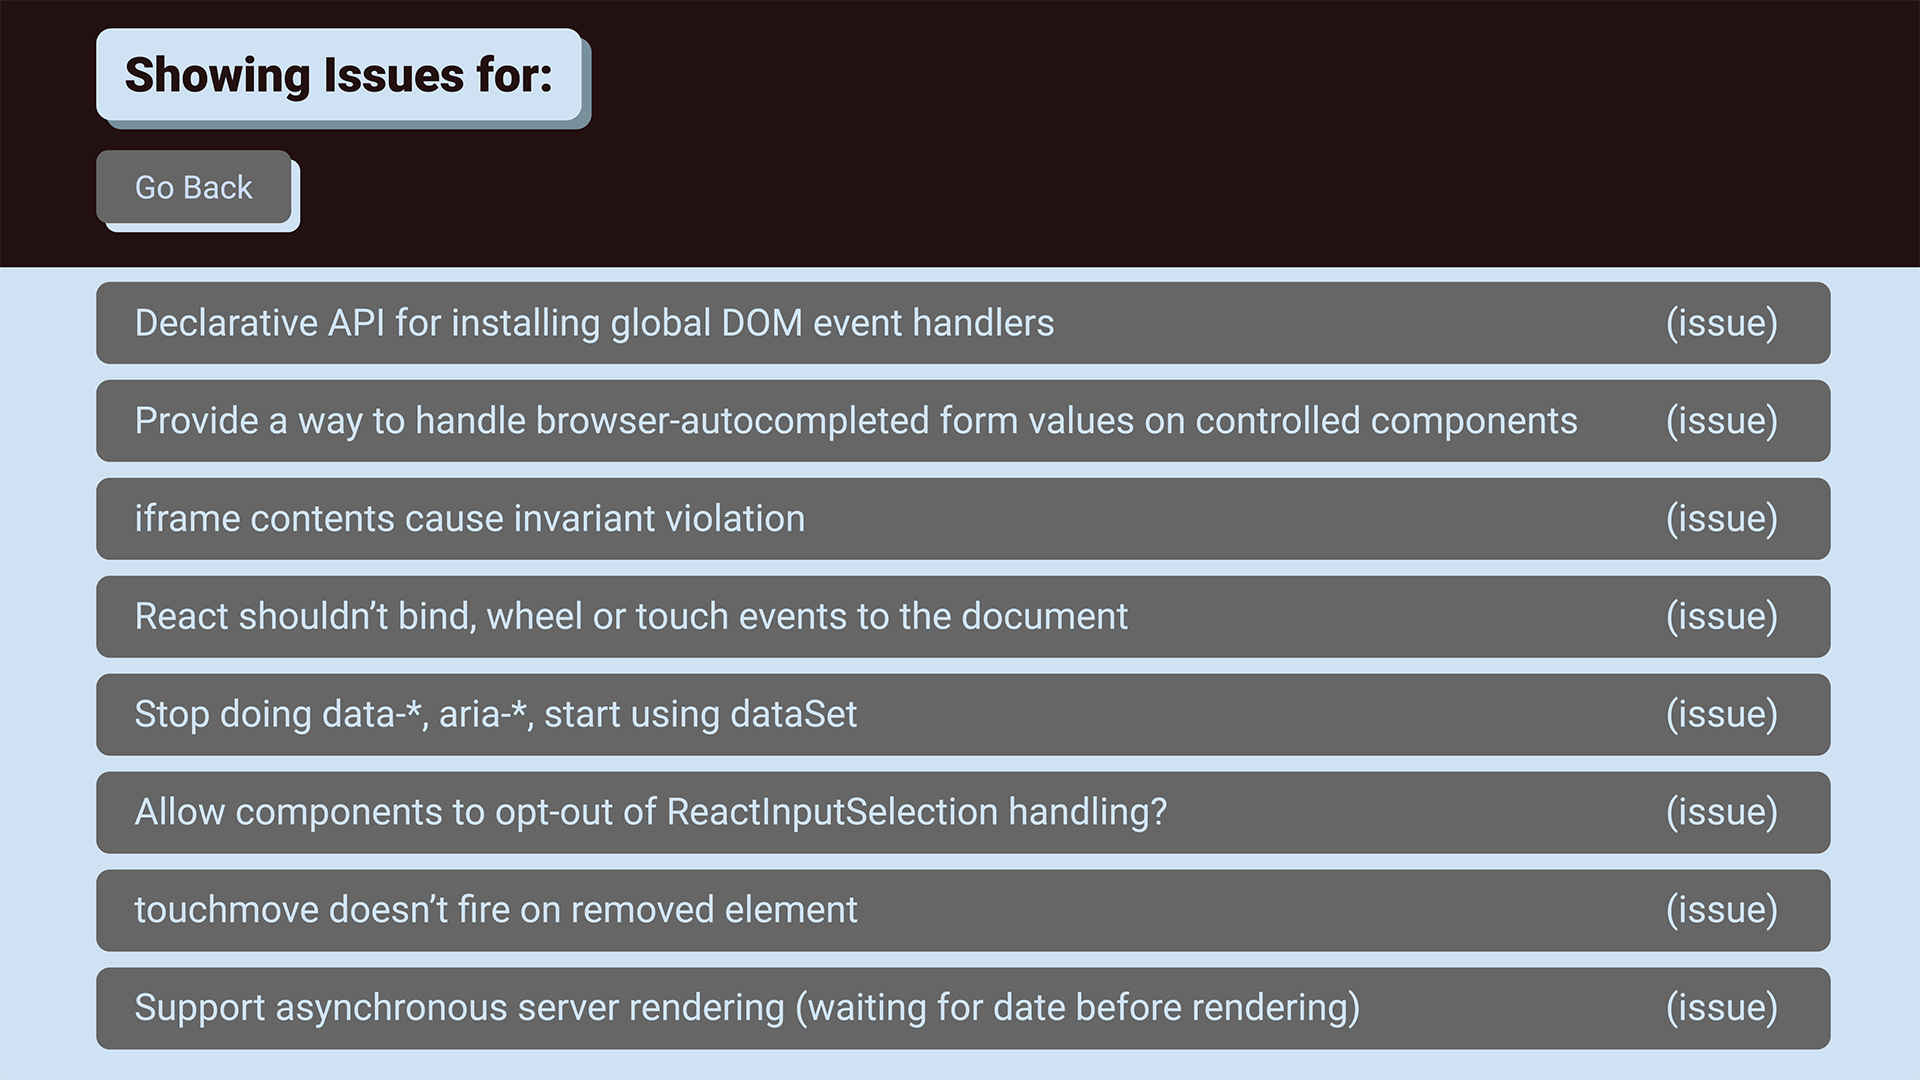 Showing Issues for:
Go Back
Declarative API for installing global DOM event handlers (issue)
Provide a way to handle browser-autocompleted form values on controlled components (issue)
iframe contents cause invariant violation (issue)
React shouldn’t bind, wheel or touch events to the document (issue)
Stop doing data-*, aria-*, start using dataSet (issue)
Allow components to opt-out of ReactInputSelection handling? (issue)
touchmove doesn’t fire on removed element (issue)
Support asynchronous server rendering (waiting for date before rendering) (issue)